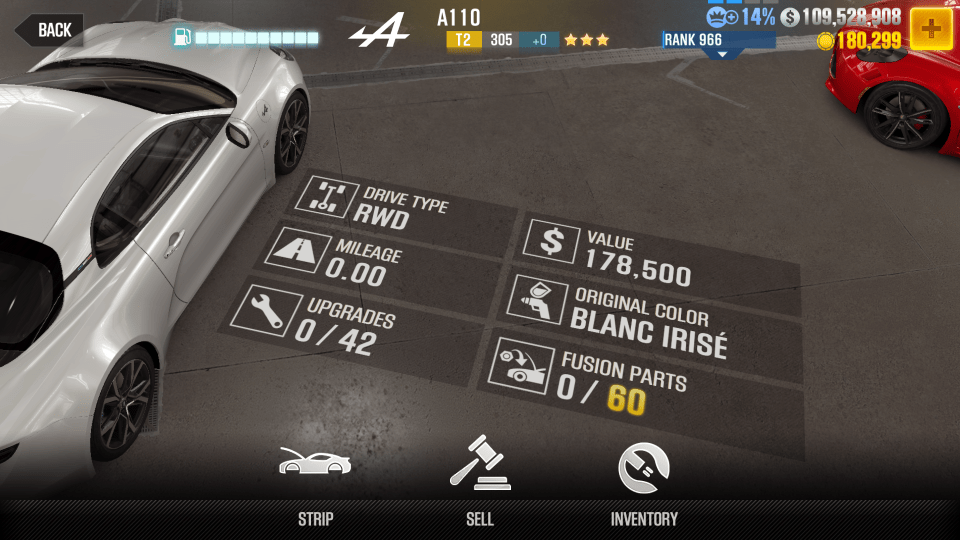 BACK
A110
T2 305 +0
14% $ 109,528,908
RANK 966
180,299
DRIVE TYPE
RWD
MILEAGE
0.00
UPGRADES
0 / 42
$ VALUE
178,500
ORIGINAL COLOR
BLANC IRISÉ
FUSION PARTS
0 / 60
STRIP
SELL
INVENTORY